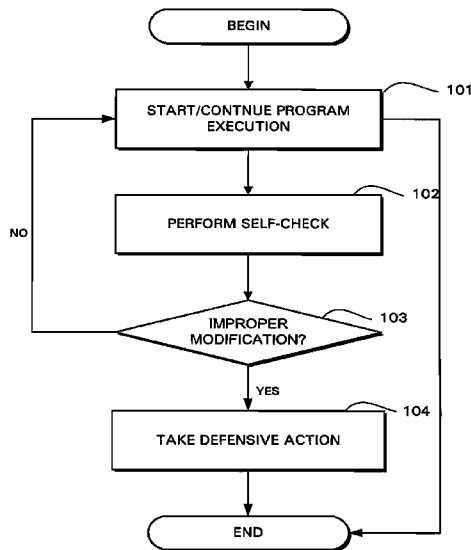 BEGIN
101
START/CONTNUE PROGRAM
EXECUTION
102
PERFORM SELF-CHECK
NO
103
IMPROPER
MODIFICATION?
YES
104
TAKE DEFENSIVE ACTION
END